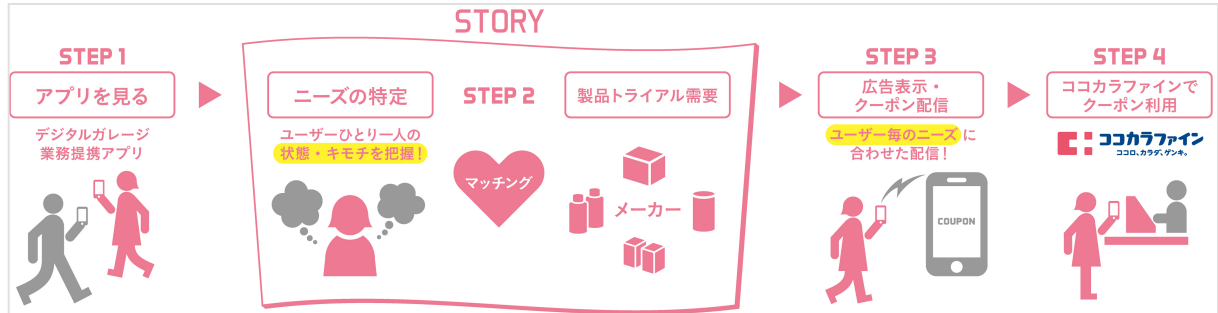 STORY
STEP 1
アプリを見る
デジタルガレージ
業務提携アプリ
ニーズの特定
ユーザーひとり一人の
状態・キモチを把握!
STEP 2
マッチング
製品トライアル需要
メーカー
STEP 3
広告表示・
クーポン配信
ユーザー毎のニーズに
合わせた配信!
COUPON
STEP 4
ココカラファインで
クーポン利用
ココカラファイン
ココロ、カラダ、ゲンキ。